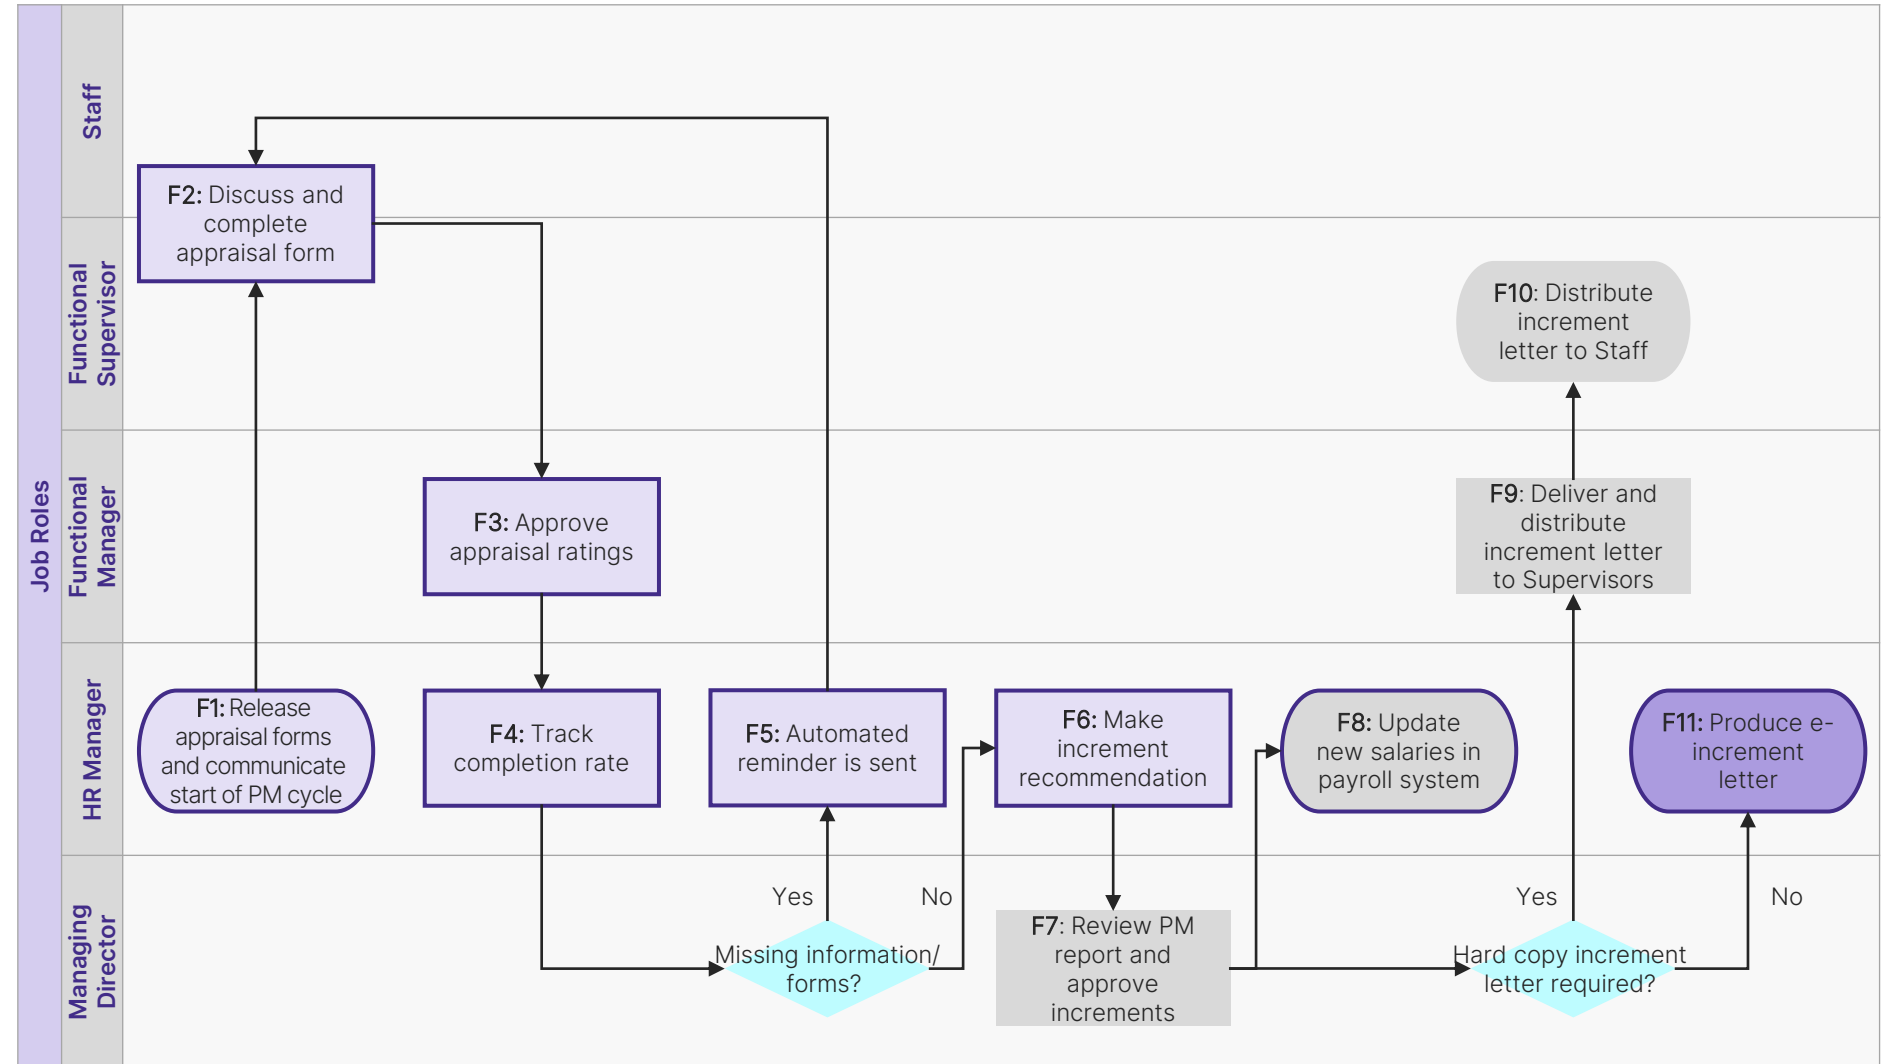 Job Roles
Staff
Functional
Supervisor
Functional
Manager
HR Manager
Managing
Director
F1: Release
appraisal forms
and communicate
start of PM cycle
F2: Discuss and
complete
appraisal form
F3: Approve
appraisal ratings
F4: Track
completion rate
Missing information/
forms?
Yes
No
F5: Automated
reminder is sent
F6: Make
increment
recommendation
F7: Review PM
report and
approve
increments
F8: Update
new salaries in
payroll system
Hard copy increment
letter required?
Yes
No
F9: Deliver and
distribute
increment letter
to Supervisors
F10: Distribute
increment
letter to Staff
F11: Produce e-
increment
letter